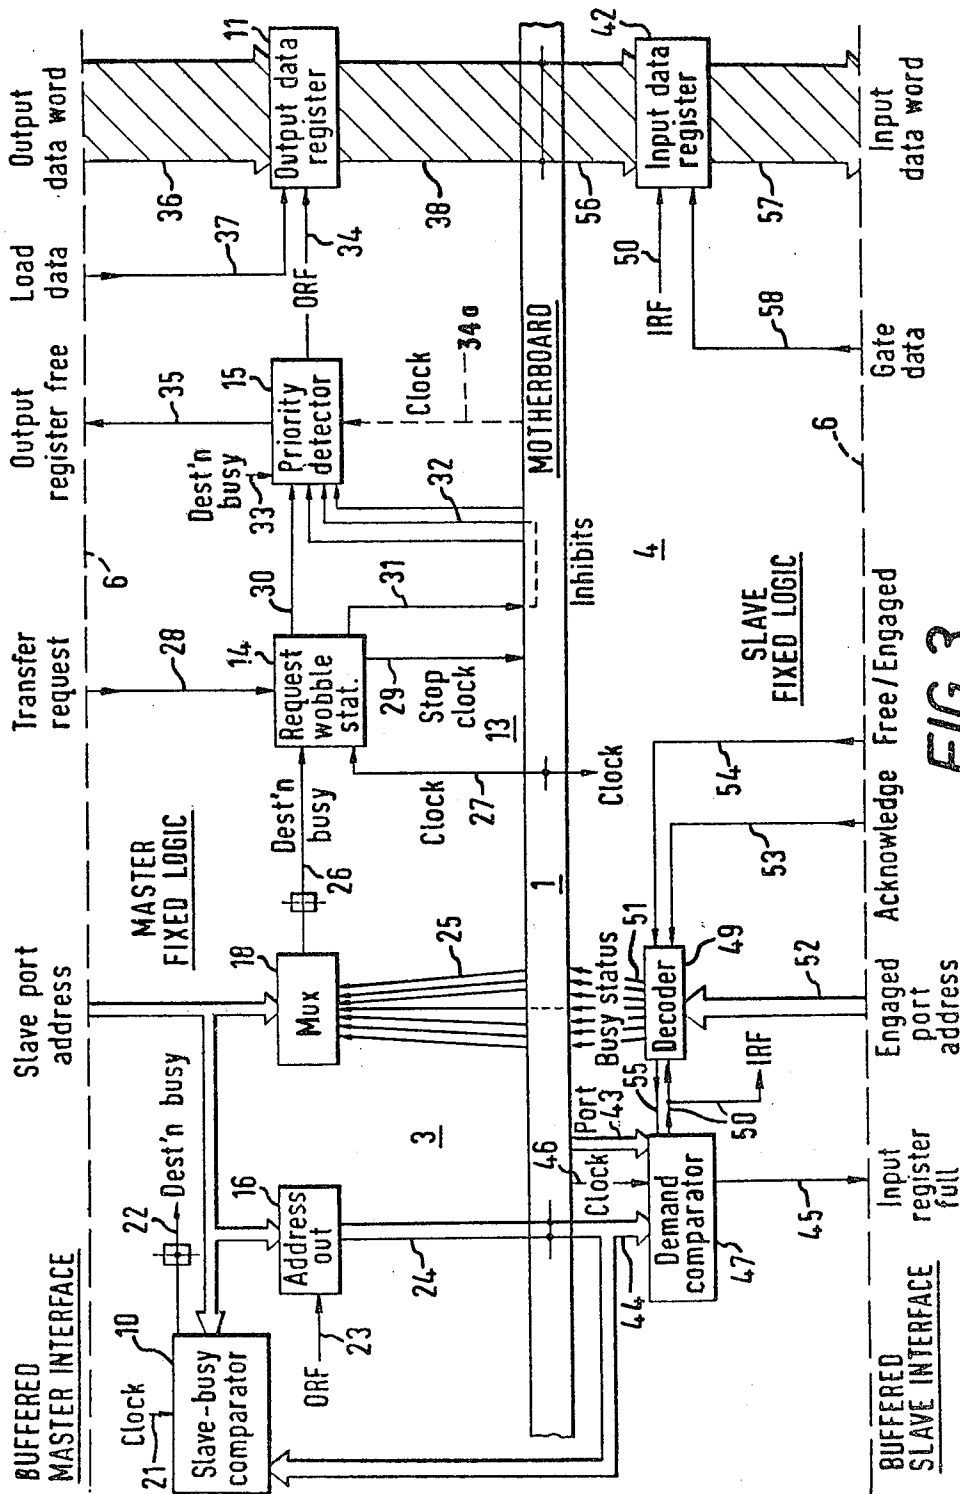 BUFFERED
MASTER INTERFACE
Slave port
address
Transfer
request
Output
register free
Load
data
Output
data word
6
Clock
21
10
Slave-busy
comparator
22
Dest'n busy
MASTER
FIXED LOGIC
28
35
37
36
16
Address
out
ORF
23
24
18
Mux
25
26
Dest'n
busy
14
Request
wobble
stat.
30
31
29
Stop
clock
13
Clock
27
Dest'n
busy
33
15
Priority
detector
32
Clock
34a
ORF
34
11
Output data
register
38
3
1
MOTHERBOARD
Inhibits
Clock
46
Clock
Port
43
44
Demand
comparator
47
45
55
50
IRF
Busy status
51
Decoder
49
52
53
54
4
SLAVE
FIXED LOGIC
IRF
50
56
42
Input data
register
58
57
6
BUFFERED
SLAVE INTERFACE
Input
register
full
Engaged
port
address
Acknowledge
Free/Engaged
Gate
data
Input
data word
FIG. 3